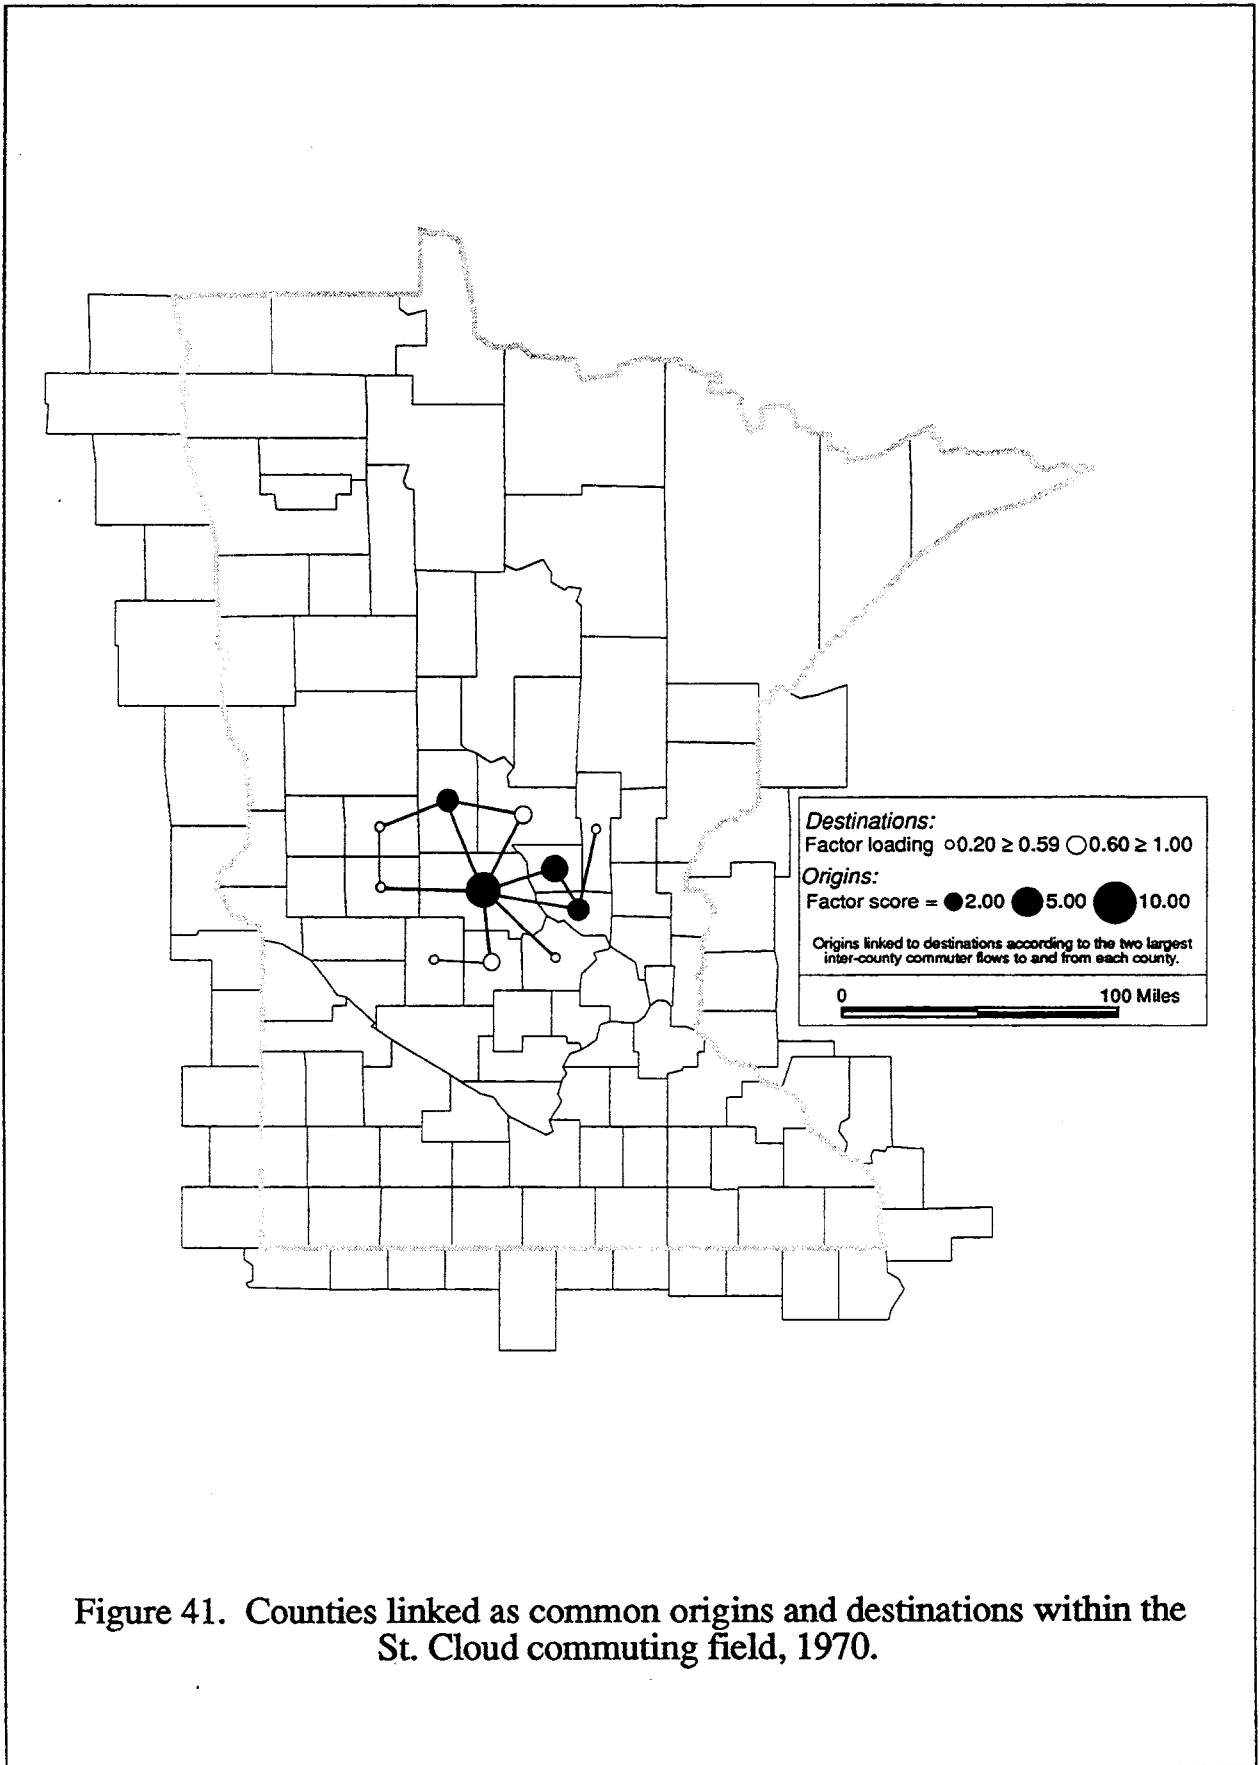 Destinations:
Factor loading 0.20 ≥ 0.59 0.60 ≥ 1.00
Origins:
Factor score = 2.00 5.00 10.00
Origins linked to destinations according to the two largest
inter-county commuter flows to and from each county.
0 100 Miles
Figure 41. Counties linked as common origins and destinations within the
St. Cloud commuting field, 1970.